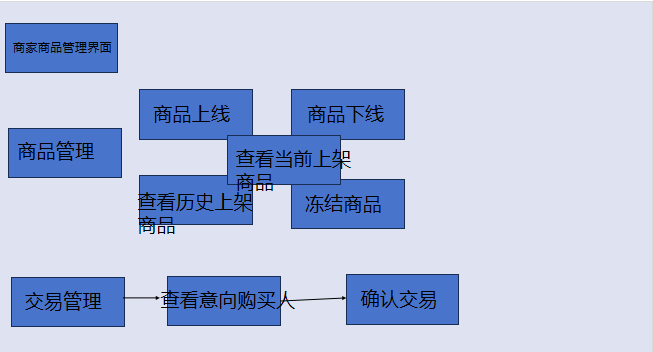 商家商品管理界面
商品上线
商品下线
商品管理
查看当前上架
商品
查看历史上架
商品
冻结商品
交易管理
查看意向购买人
确认交易